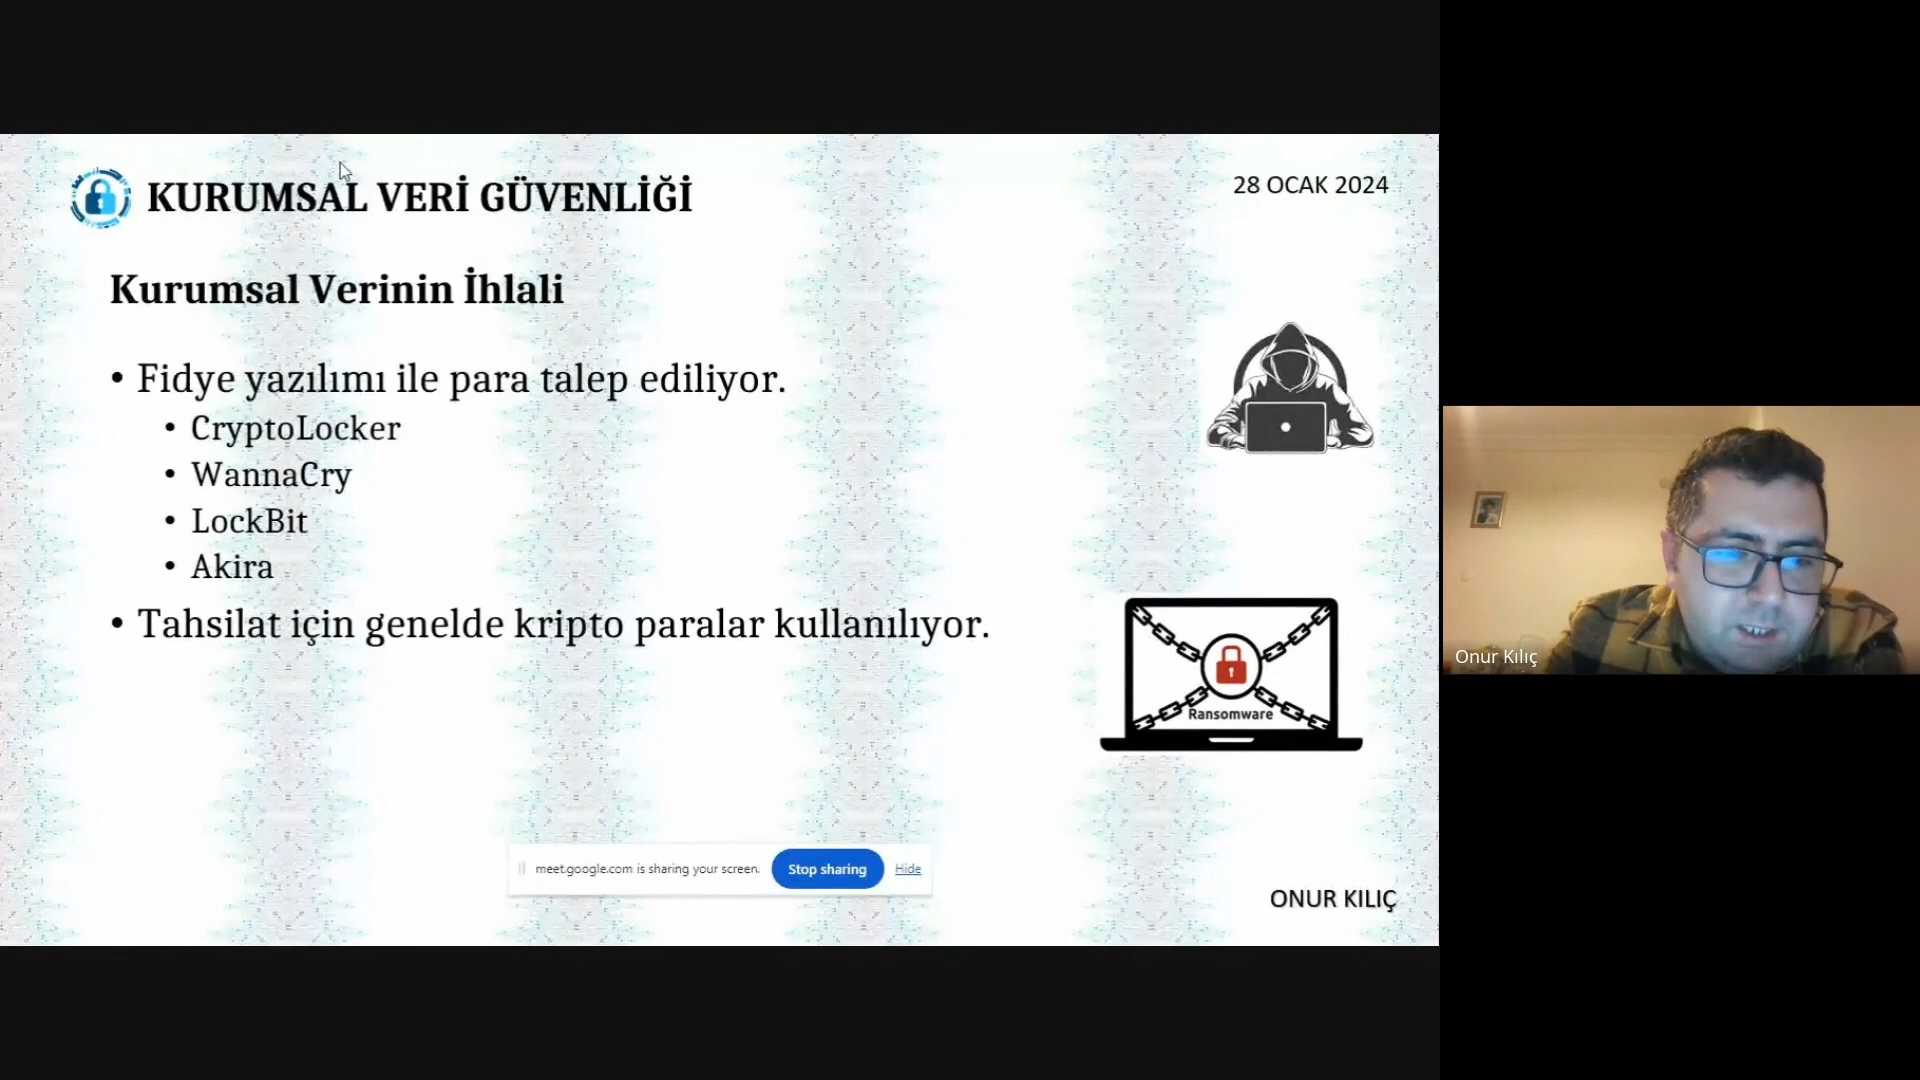 KURUMSAL VERİ GÜVENLİĞİ
28 OCAK 2024
Kurumsal Verinin İhlali
• Fidye yazılımı ile para talep ediliyor.
• CryptoLocker
• WannaCry
• LockBit
• Akira
• Tahsilat için genelde kripto paralar kullanılıyor.
Ransomware
meet.google.com is sharing your screen. Stop sharing Hide
ONUR KILIÇ
Onur Kılıç